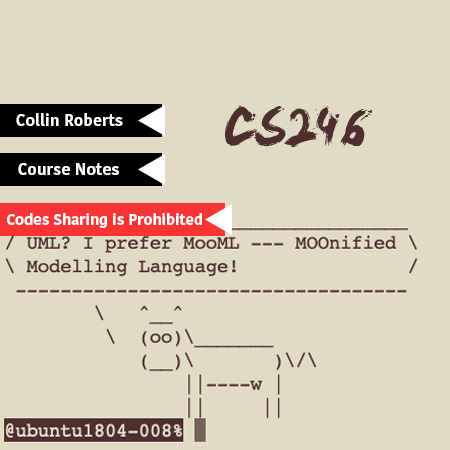 CS246
Collin Roberts
Course Notes
Codes Sharing is Prohibited
____________________
/ UML? I prefer MooML --- MOOnified \
\ Modelling Language! /
-----------------------------------
\ ^__^
\ (oo)\_______
(__)\ )\/\
||----w |
|| ||
@ubuntu1804-008%